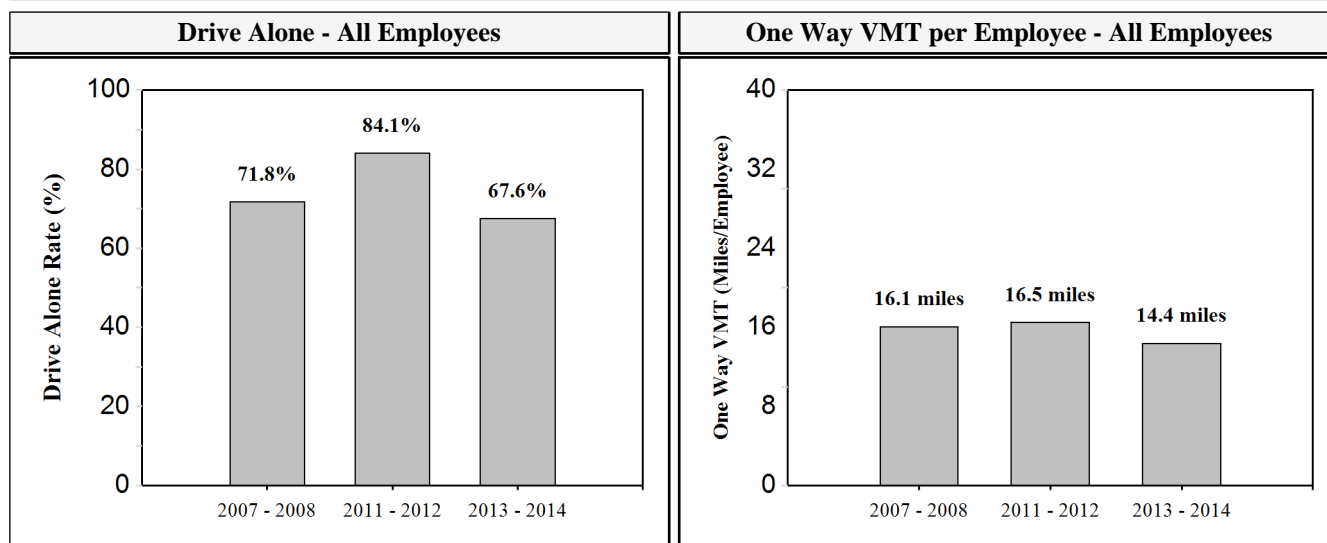 Drive Alone - All Employees
One Way VMT per Employee - All Employees
Drive Alone Rate (%)
100
80
60
40
20
0
71.8%
84.1%
67.6%
2007 - 2008
2011 - 2012
2013 - 2014
One Way VMT (Miles/Employee)
40
32
24
16
8
0
16.1 miles
16.5 miles
14.4 miles
2007 - 2008
2011 - 2012
2013 - 2014